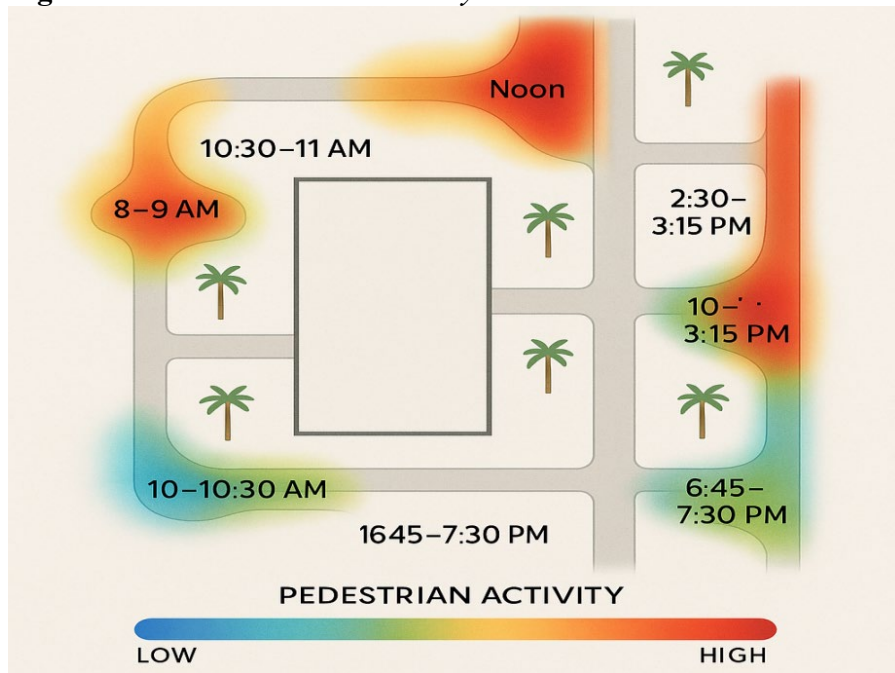 Noon
10:30–11 AM
8–9 AM
2:30–
3:15 PM
10–
3:15 PM
10–10:30 AM
6:45–
7:30 PM
1645–7:30 PM
PEDESTRIAN ACTIVITY
LOW
HIGH